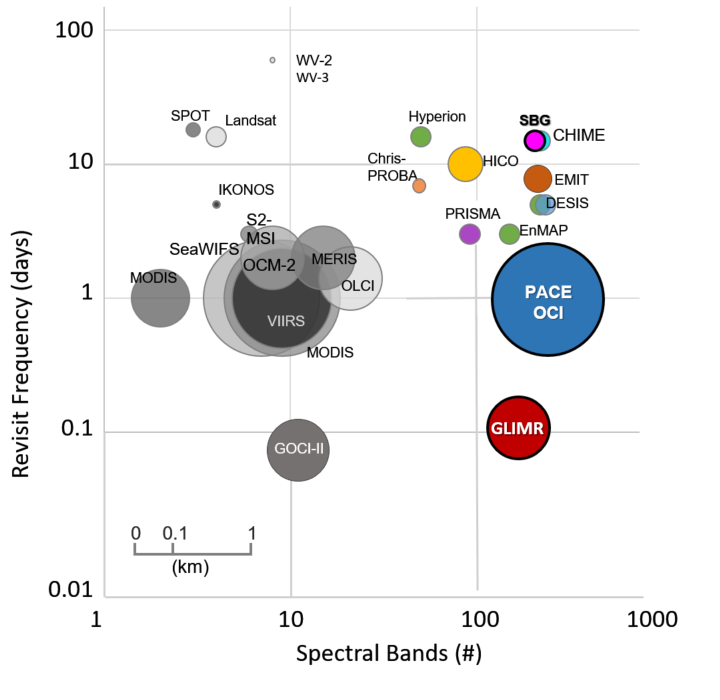 100
WV-2
WV-3
SPOT
Landsat
Hyperion
SBG
CHIME
10
Chris-
PROBA
HICO
EMIT
IKONOS
DESIS
S2-
MSI
PRISMA
EnMAP
SeaWIFS
OCM-2
MERIS
MODIS
OLCI
1
PACE
OCI
VIIRS
MODIS
0.1
GLIMR
GOCI-II
0 0.1 1
(km)
0.01
1 10 100 1000
Spectral Bands (#)
Revisit Frequency (days)